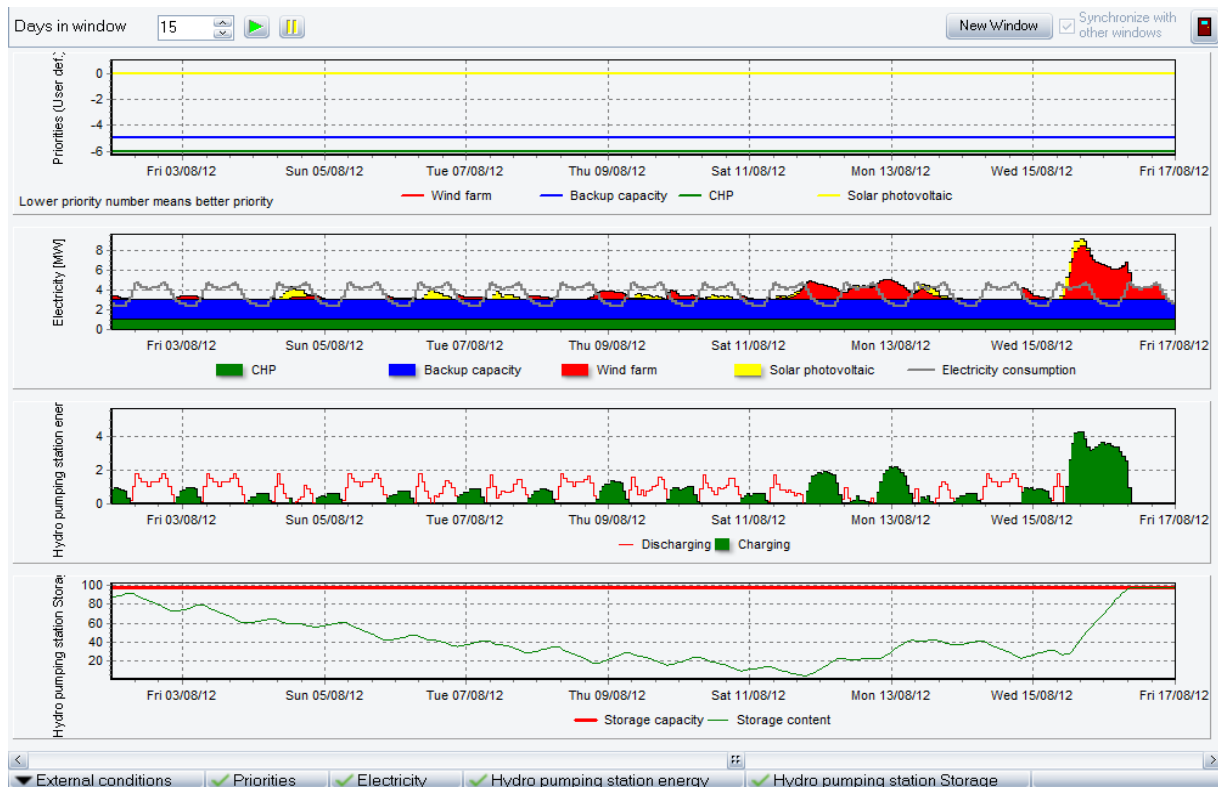 Days in window 15 New Window Synchronize with
other windows
Priorities (User def.)
0
-2
-4
-6
Fri 03/08/12 Sun 05/08/12 Tue 07/08/12 Thu 09/08/12 Sat 11/08/12 Mon 13/08/12 Wed 15/08/12 Fri 17/08/12
Wind farm Backup capacity CHP Solar photovoltaic
Lower priority number means better priority
Electricity [MW]
8
6
4
2
0
Fri 03/08/12 Sun 05/08/12 Tue 07/08/12 Thu 09/08/12 Sat 11/08/12 Mon 13/08/12 Wed 15/08/12 Fri 17/08/12
CHP Backup capacity Wind farm Solar photovoltaic Electricity consumption
Hydro pumping station ener
4
2
0
Fri 03/08/12 Sun 05/08/12 Tue 07/08/12 Thu 09/08/12 Sat 11/08/12 Mon 13/08/12 Wed 15/08/12 Fri 17/08/12
Discharging Charging
Hydro pumping station Storag
100
80
60
40
20
Fri 03/08/12 Sun 05/08/12 Tue 07/08/12 Thu 09/08/12 Sat 11/08/12 Mon 13/08/12 Wed 15/08/12 Fri 17/08/12
Storage capacity Storage content
External conditions Priorities Electricity Hydro pumping station energy Hydro pumping station Storage